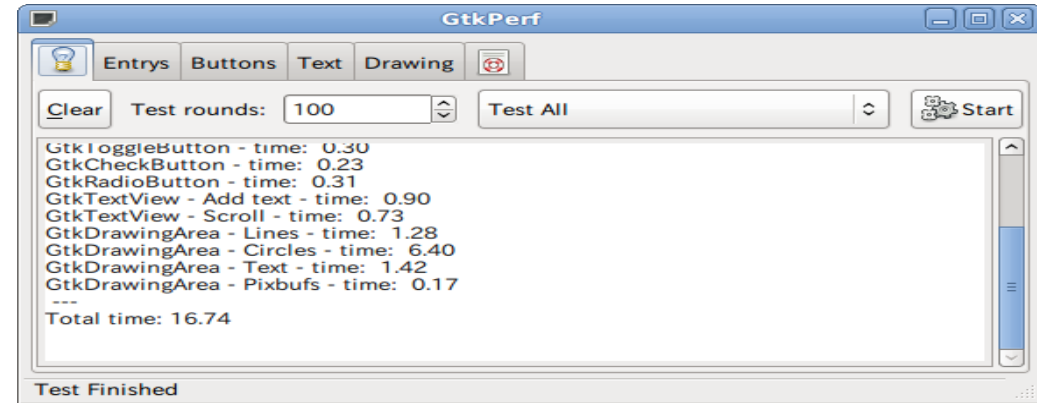 GtkPerf
Entrys Buttons Text Drawing
Clear Test rounds: 100 Test All Start
GtkToggleButton - time: 0.30
GtkCheckButton - time: 0.23
GtkRadioButton - time: 0.31
GtkTextView - Add text - time: 0.90
GtkTextView - Scroll - time: 0.73
GtkDrawingArea - Lines - time: 1.28
GtkDrawingArea - Circles - time: 6.40
GtkDrawingArea - Text - time: 1.42
GtkDrawingArea - Pixbufs - time: 0.17
---
Total time: 16.74
Test Finished